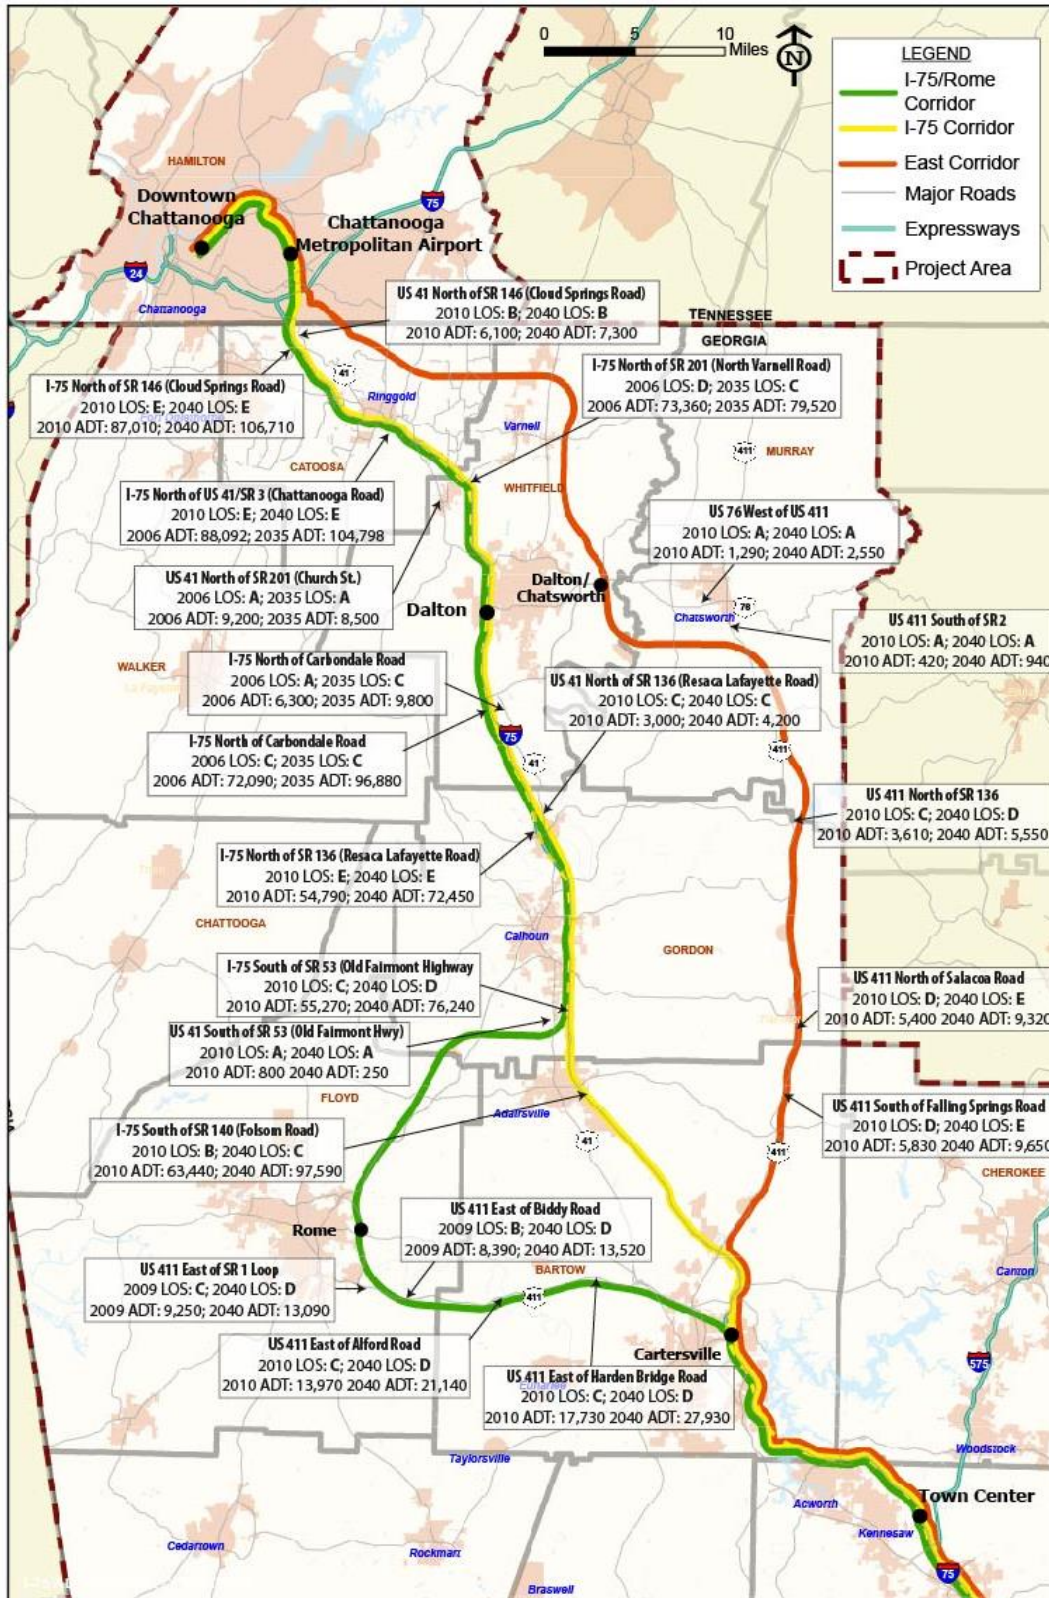 0 5 10
Miles
N
LEGEND
I-75/Rome
Corridor
I-75 Corridor
East Corridor
Major Roads
Expressways
Project Area
HAMILTON
Downtown
Chattanooga
75
Chattanooga
Metropolitan Airport
24
Chattanooga
US 41 North of SR 146 (Cloud Springs Road)
2010 LOS: B; 2040 LOS: B
2010 ADT: 6,100; 2040 ADT: 7,300
TENNESSEE
GEORGIA
I-75 North of SR 201 (North Varnell Road)
2006 LOS: D; 2035 LOS: C
2006 ADT: 73,360; 2035 ADT: 79,520
I-75 North of SR 146 (Cloud Springs Road)
2010 LOS: E; 2040 LOS: E
2010 ADT: 87,010; 2040 ADT: 106,710
41
Ringgold
Varnell
411
MURRAY
CATOOSA
WHITFIELD
I-75 North of US 41/SR 3 (Chattanooga Road)
2010 LOS: E; 2040 LOS: E
2006 ADT: 88,092; 2035 ADT: 104,798
US 76 West of US 411
2010 LOS: A; 2040 LOS: A
2010 ADT: 1,290; 2040 ADT: 2,550
US 41 North of SR 201 (Church St.)
2006 LOS: A; 2035 LOS: A
2006 ADT: 9,200; 2035 ADT: 8,500
Dalton
Dalton/
Chatsworth
Chatsworth
76
US 411 South of SR2
2010 LOS: A; 2040 LOS: A
2010 ADT: 420; 2040 ADT: 940
WALKER
I-75 North of Carbondale Road
2006 LOS: A; 2035 LOS: C
2006 ADT: 6,300; 2035 ADT: 9,800
US 41 North of SR 136 (Resaca Lafayette Road)
2010 LOS: C; 2040 LOS: C
2010 ADT: 3,000; 2040 ADT: 4,200
I-75 North of Carbondale Road
2006 LOS: C; 2035 LOS: C
2006 ADT: 72,090; 2035 ADT: 96,880
75
41
411
US 411 North of SR 136
2010 LOS: C; 2040 LOS: D
2010 ADT: 3,610; 2040 ADT: 5,550
I-75 North of SR 136 (Resaca Lafayette Road)
2010 LOS: E; 2040 LOS: E
2010 ADT: 54,790; 2040 ADT: 72,450
CHATTOOGA
Calhoun
GORDON
I-75 South of SR 53 (Old Fairmont Highway
2010 LOS: C; 2040 LOS: D
2010 ADT: 55,270; 2040 ADT: 76,240
US 411 North of Salacoa Road
2010 LOS: D; 2040 LOS: E
2010 ADT: 5,400 2040 ADT: 9,320
US 41 South of SR 53 (Old Fairmont Hwy)
2010 LOS: A; 2040 LOS: A
2010 ADT: 800 2040 ADT: 250
FLOYD
Adairsville
41
US 411 South of Falling Springs Road
2010 LOS: D; 2040 LOS: E
2010 ADT: 5,830 2040 ADT: 9,650
I-75 South of SR 140 (Folsom Road)
2010 LOS: B; 2040 LOS: C
2010 ADT: 63,440; 2040 ADT: 97,590
411
CHEROKEE
Rome
US 411 East of Biddy Road
2009 LOS: B; 2040 LOS: D
2009 ADT: 8,390; 2040 ADT: 13,520
BARTOW
Canton
US 411 East of SR 1 Loop
2009 LOS: C; 2040 LOS: D
2009 ADT: 9,250; 2040 ADT: 13,090
411
US 411 East of Alford Road
2010 LOS: C; 2040 LOS: D
2010 ADT: 13,970 2040 ADT: 21,140
Cartersville
575
US 411 East of Harden Bridge Road
2010 LOS: C; 2040 LOS: D
2010 ADT: 17,730 2040 ADT: 27,930
Taylorsville
Woodstock
Town Center
Acworth
Kennesaw
Cedartown
Rockmart
75
Braswell